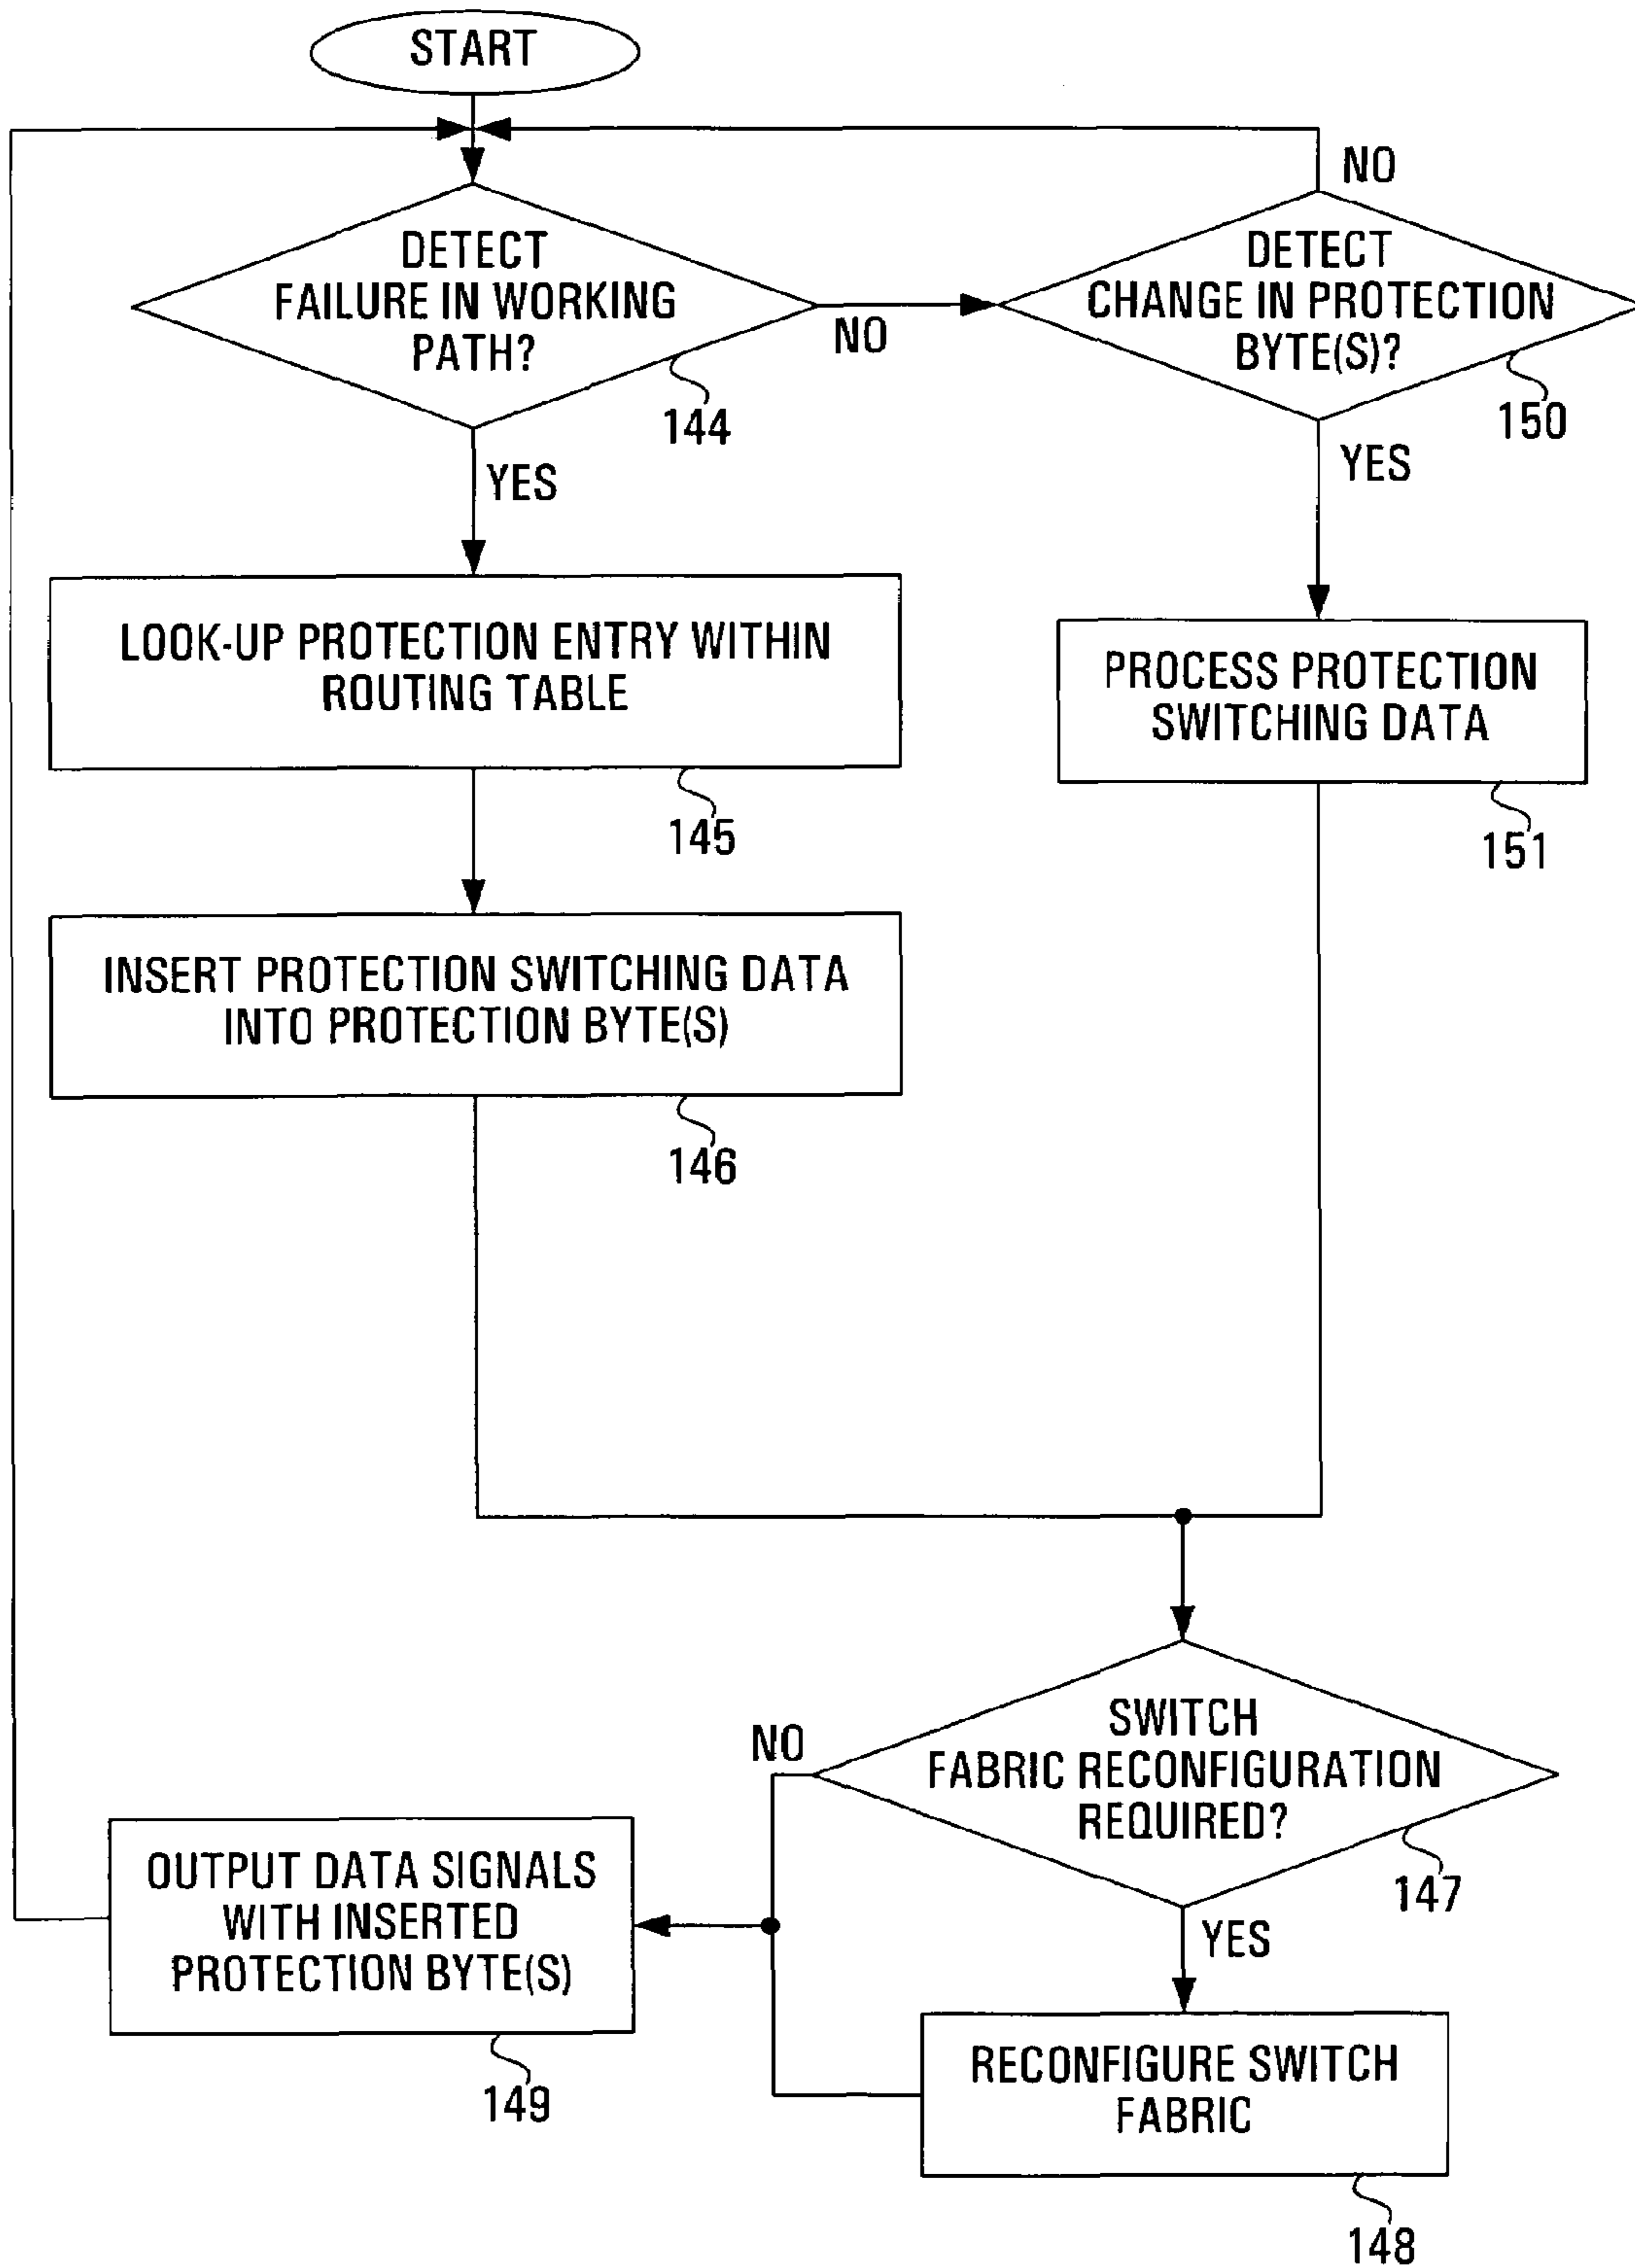 START
DETECT
FAILURE IN WORKING
PATH?
144
NO
YES
DETECT
CHANGE IN PROTECTION
BYTE(S)?
150
NO
YES
LOOK-UP PROTECTION ENTRY WITHIN
ROUTING TABLE
145
PROCESS PROTECTION
SWITCHING DATA
151
INSERT PROTECTION SWITCHING DATA
INTO PROTECTION BYTE(S)
146
SWITCH
FABRIC RECONFIGURATION
REQUIRED?
147
NO
YES
OUTPUT DATA SIGNALS
WITH INSERTED
PROTECTION BYTE(S)
149
RECONFIGURE SWITCH
FABRIC
148